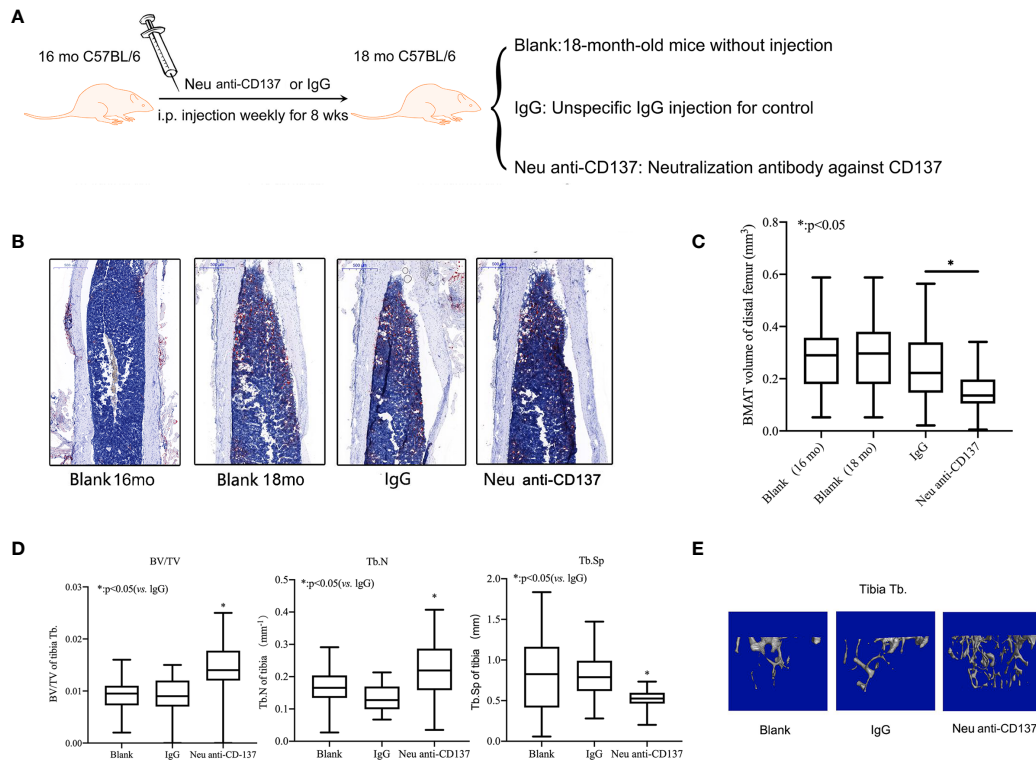 A
16 mo C57BL/6
18 mo C57BL/6
Neu anti-CD137 or IgG
i.p. injection weekly for 8 wks
Blank:18-month-old mice without injection
IgG: Unspecific IgG injection for control
Neu anti-CD137: Neutralization antibody against CD137
B
500 μm
500 μm
500 μm
Blank 16mo
Blank 18mo
IgG
Neu anti-CD137
C
*:p<0.05
*
BMAT volume of distal femur (mm³)
0.8
0.6
0.4
0.2
0.0
Blank (16 mo)
Blamk (18 mo)
IgG
Neu anti-CD137
D
BV/TV
*:p<0.05(vs. IgG)
*
BV/TV of tibia Tb.
0.03
0.02
0.01
0.00
Blank
IgG
Neu anti-CD-137
Tb.N
*:p<0.05(vs. IgG)
*
Tb.N of tibia (mm⁻¹)
0.5
0.4
0.3
0.2
0.1
0.0
Blank
IgG
Neu anti-CD137
Tb.Sp
*:p<0.05(vs. IgG)
*
Tb.Sp of tibia (mm)
2.0
1.5
1.0
0.5
0.0
Blank
IgG
Neu anti-CD137
E
Tibia Tb.
Blank
IgG
Neu anti-CD137